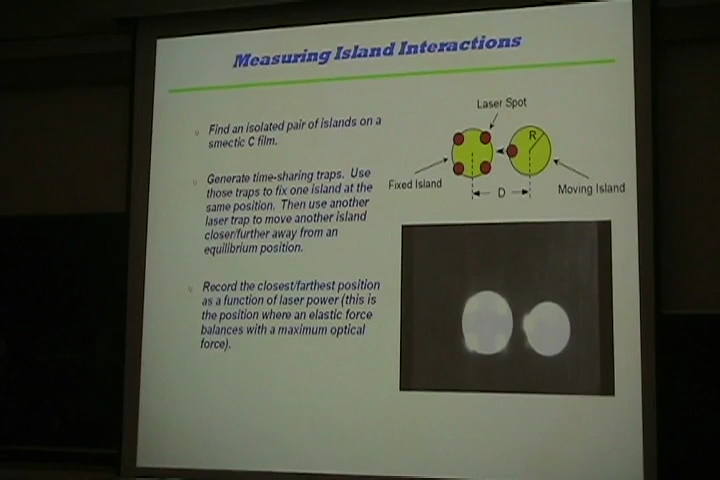 Measuring Island Interactions
Find an isolated pair of islands on a
smectic C film.
Generate time-sharing traps. Use
those traps to fix one island at the
same position. Then use another
laser trap to move another island
closer/further away from an
equilibrium position.
Record the closest/farthest position
as a function of laser power (this is
the position where an elastic force
balances with a maximum optical
force).
Laser Spot
R
Fixed Island
D
Moving Island